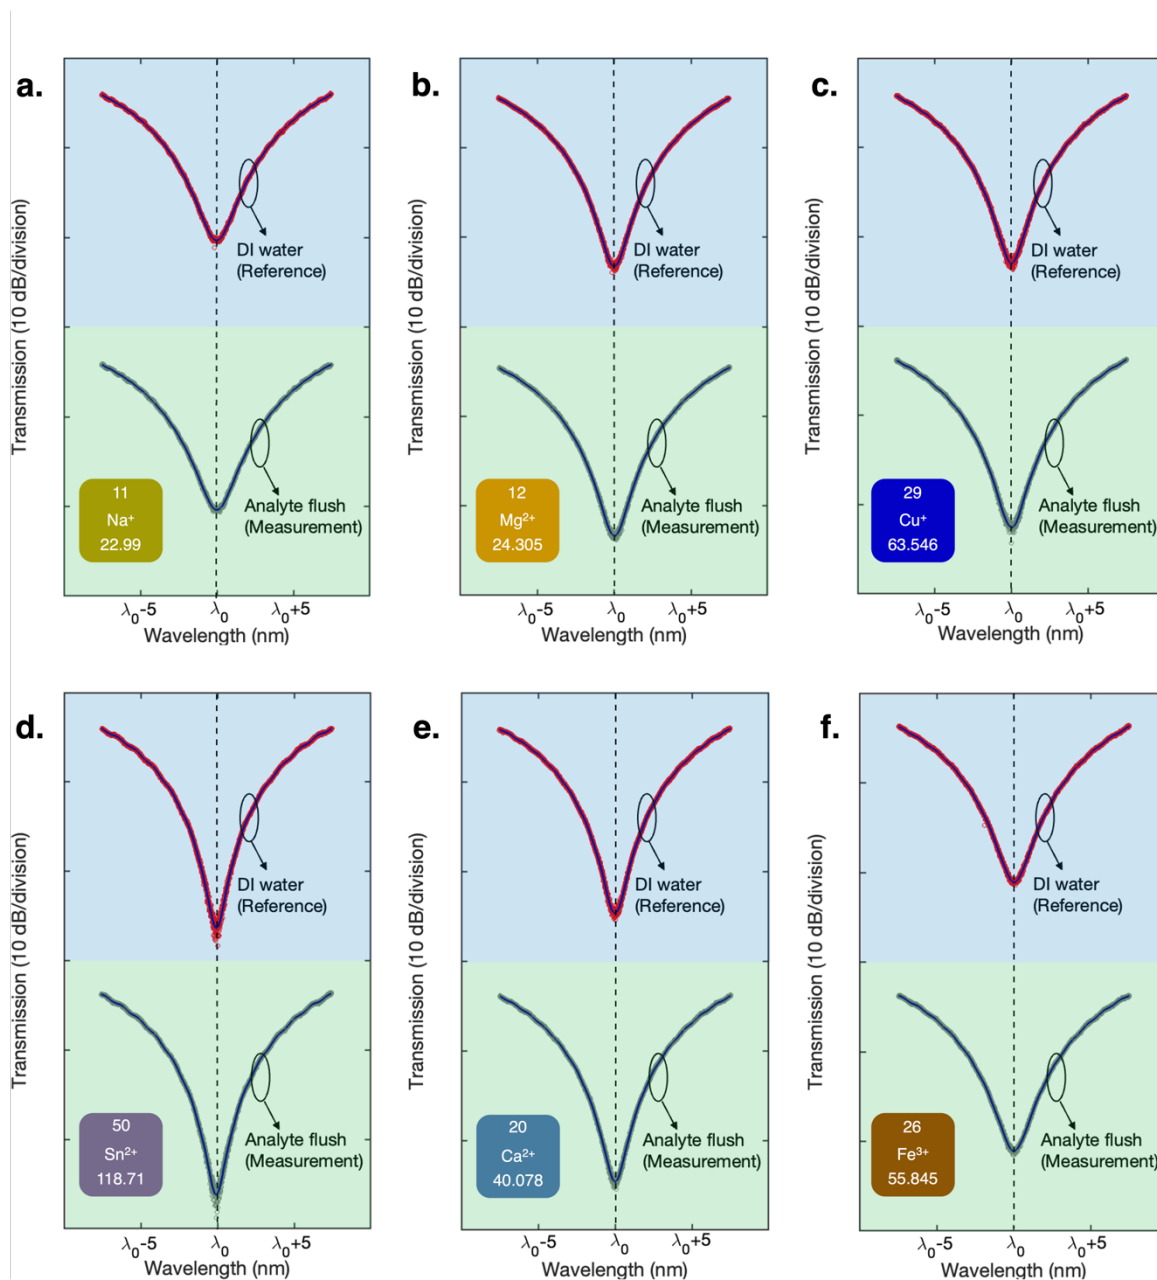 a.
Transmission (10 dB/division)
DI water
(Reference)
Analyte flush
(Measurement)
11
Na⁺
22.99
λ₀-5 λ₀ λ₀+5
Wavelength (nm)
b.
Transmission (10 dB/division)
DI water
(Reference)
Analyte flush
(Measurement)
12
Mg²⁺
24.305
λ₀-5 λ₀ λ₀+5
Wavelength (nm)
c.
Transmission (10 dB/division)
DI water
(Reference)
Analyte flush
(Measurement)
29
Cu⁺
63.546
λ₀-5 λ₀ λ₀+5
Wavelength (nm)
d.
Transmission (10 dB/division)
DI water
(Reference)
Analyte flush
(Measurement)
50
Sn²⁺
118.71
λ₀-5 λ₀ λ₀+5
Wavelength (nm)
e.
Transmission (10 dB/division)
DI water
(Reference)
Analyte flush
(Measurement)
20
Ca²⁺
40.078
λ₀-5 λ₀ λ₀+5
Wavelength (nm)
f.
Transmission (10 dB/division)
DI water
(Reference)
Analyte flush
(Measurement)
26
Fe³⁺
55.845
λ₀-5 λ₀ λ₀+5
Wavelength (nm)